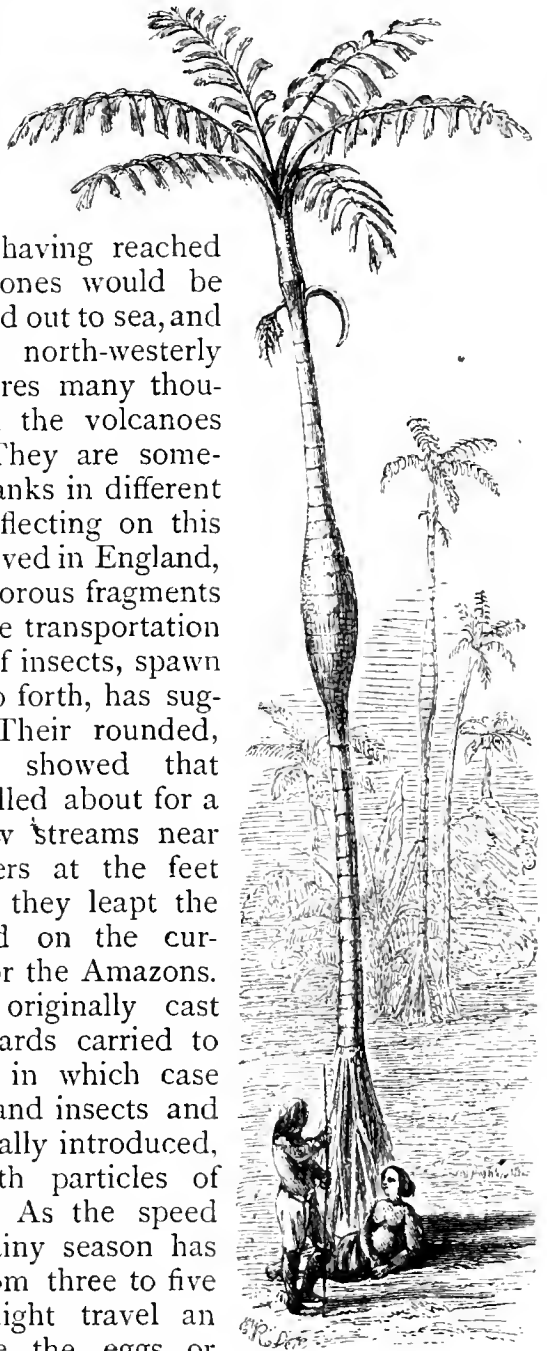 having reached
ones would be
d out to sea, and
north-westerly
res many thou-
the volcanoes
They are some-
anks in different
flecting on this
ved in England,
orous fragments
e transportation
f insects, spawn
o forth, has sug-
Their rounded,
showed that
lled about for a
w streams near
ers at the feet
they leapt the
d on the cur-
or the Amazons.
originally cast
ards carried to
in which case
and insects and
ally introduced,
th particles of
As the speed
ainy season has
om three to five
ight travel an
e the eggs or